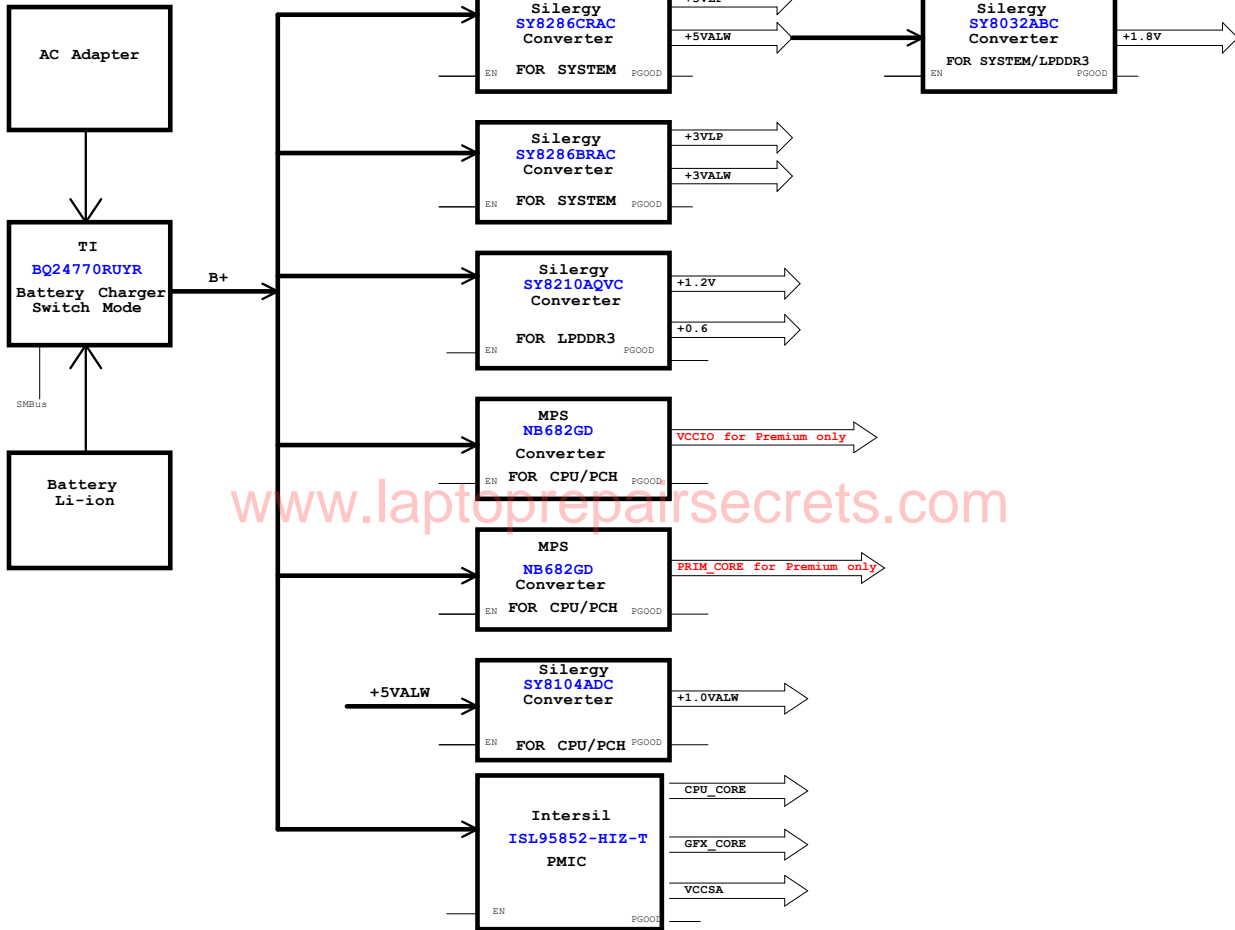 AC Adapter
TI
BQ24770RUYR
Battery Charger
Switch Mode
SMBus
B+
Battery
Li-ion
Silergy
SY8286CRAC
Converter
FOR SYSTEM
EN
PGOOD
+5VALW
Silergy
SY8032ABC
Converter
FOR SYSTEM/LPDDR3
EN
PGOOD
+1.8V
Silergy
SY8286BRAC
Converter
FOR SYSTEM
EN
PGOOD
+3VLP
+3VALW
Silergy
SY8210AQVC
Converter
FOR LPDDR3
EN
PGOOD
+1.2V
+0.6
MPS
NB682GD
Converter
FOR CPU/PCH
EN
PGOOD
VCCIO for Premium only
www.laptoprepairsecrets.com
MPS
NB682GD
Converter
FOR CPU/PCH
EN
PGOOD
PRIM_CORE for Premium only
+5VALW
Silergy
SY8104ADC
Converter
FOR CPU/PCH
EN
PGOOD
+1.0VALW
Intersil
ISL95852-HIZ-T
PMIC
EN
PGOOD
CPU_CORE
GFX_CORE
VCCSA